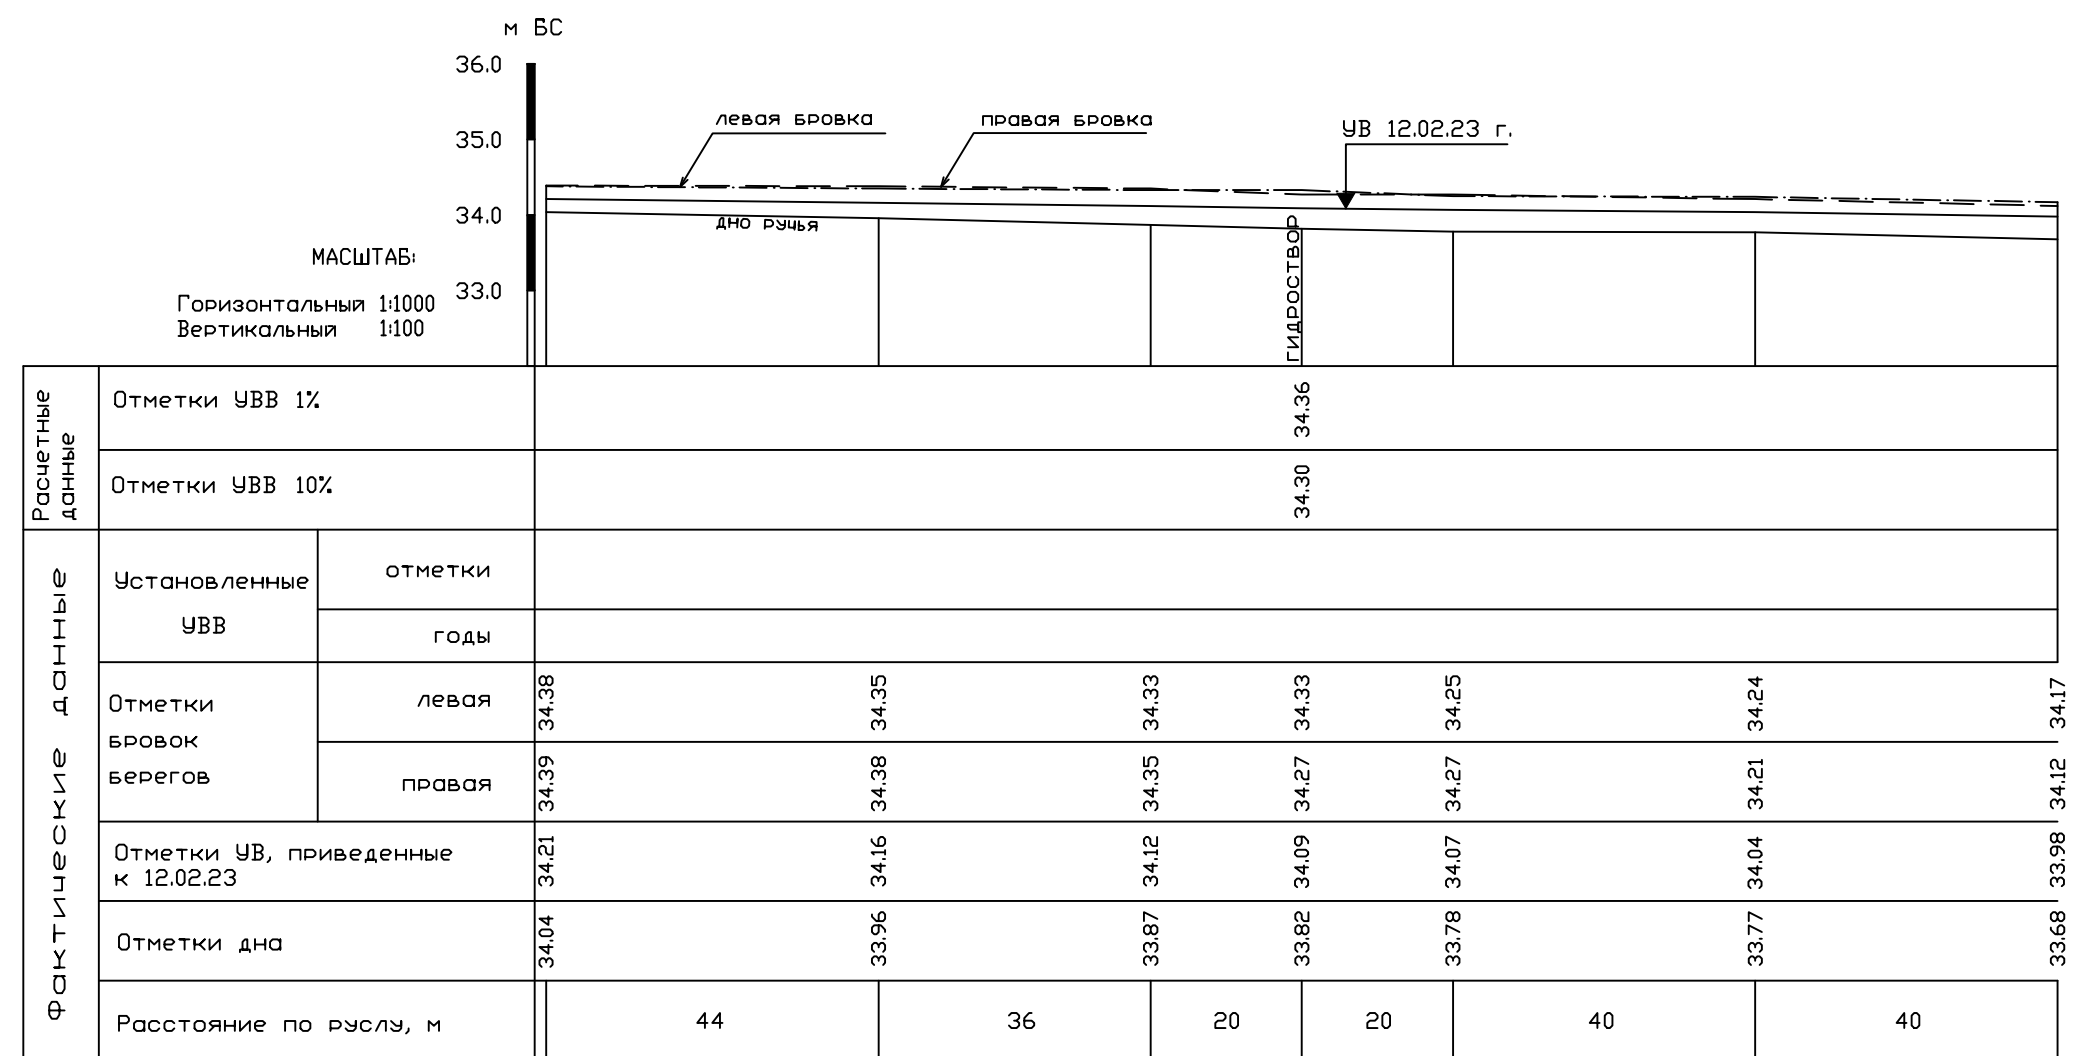 м БС
36.0
35.0
34.0
33.0
левая бровка
правая бровка
УВ 12.02.23 г.
дно ручья
гидроствор
МАСШТАБ:
Горизонтальный 1:1000
Вертикальный 1:100
Расчетные
данные
Отметки УВВ 1%
34.36
Отметки УВВ 10%
34.30
Фактические данные
Установленные
УВВ
отметки
годы
Отметки
бровок
берегов
левая
34.38 34.35 34.33 34.33 34.25 34.24 34.17
правая
34.39 34.38 34.35 34.27 34.27 34.21 34.12
Отметки УВ, приведенные
к 12.02.23
34.21 34.16 34.12 34.09 34.07 34.04 33.98
Отметки дна
34.04 33.96 33.87 33.82 33.78 33.77 33.68
Расстояние по руслу, м
44 36 20 20 40 40